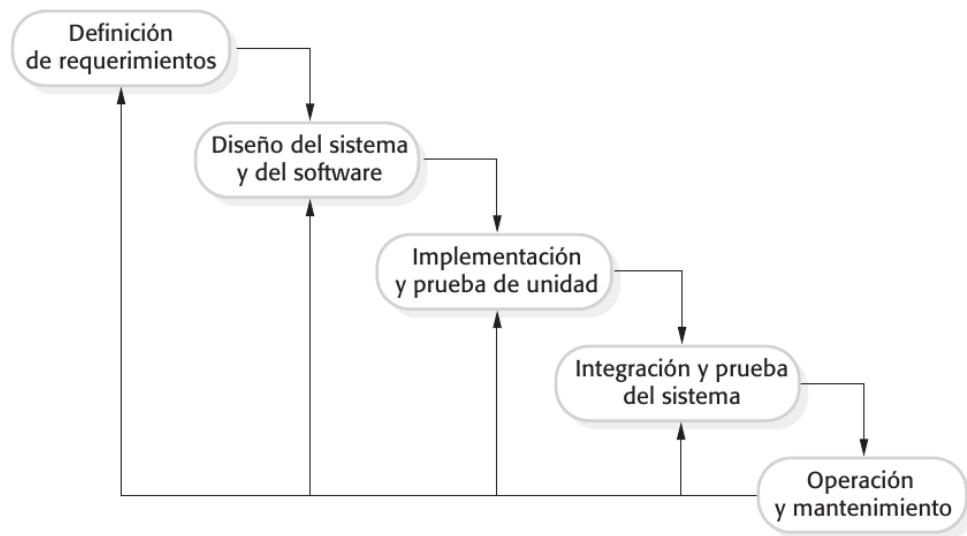 Definición
de requerimientos
Diseño del sistema
y del software
Implementación
y prueba de unidad
Integración y prueba
del sistema
Operación
y mantenimiento